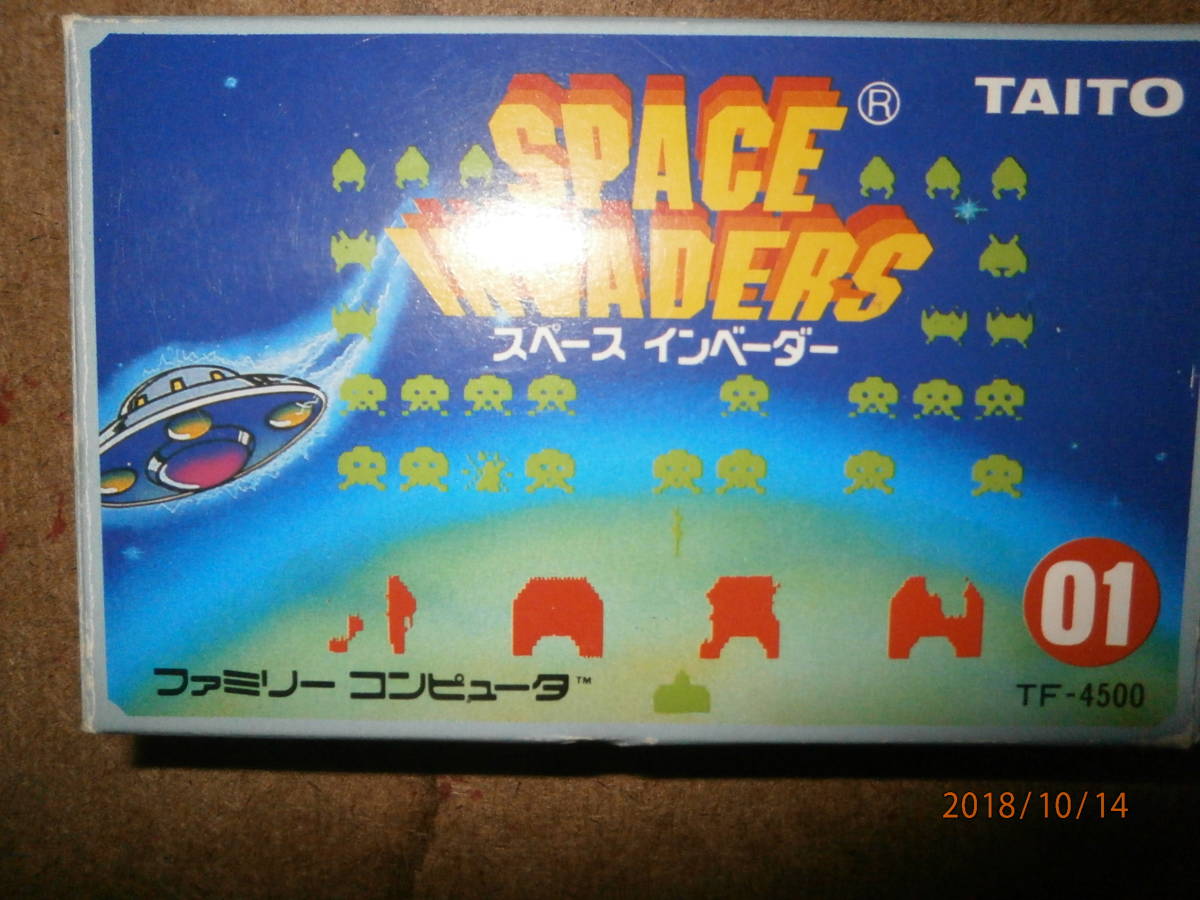 TAITO
SPACE ®
INVADERS
スペース インベーダー
01
ファミリー コンピュータ™
TF-4500
2018/10/14